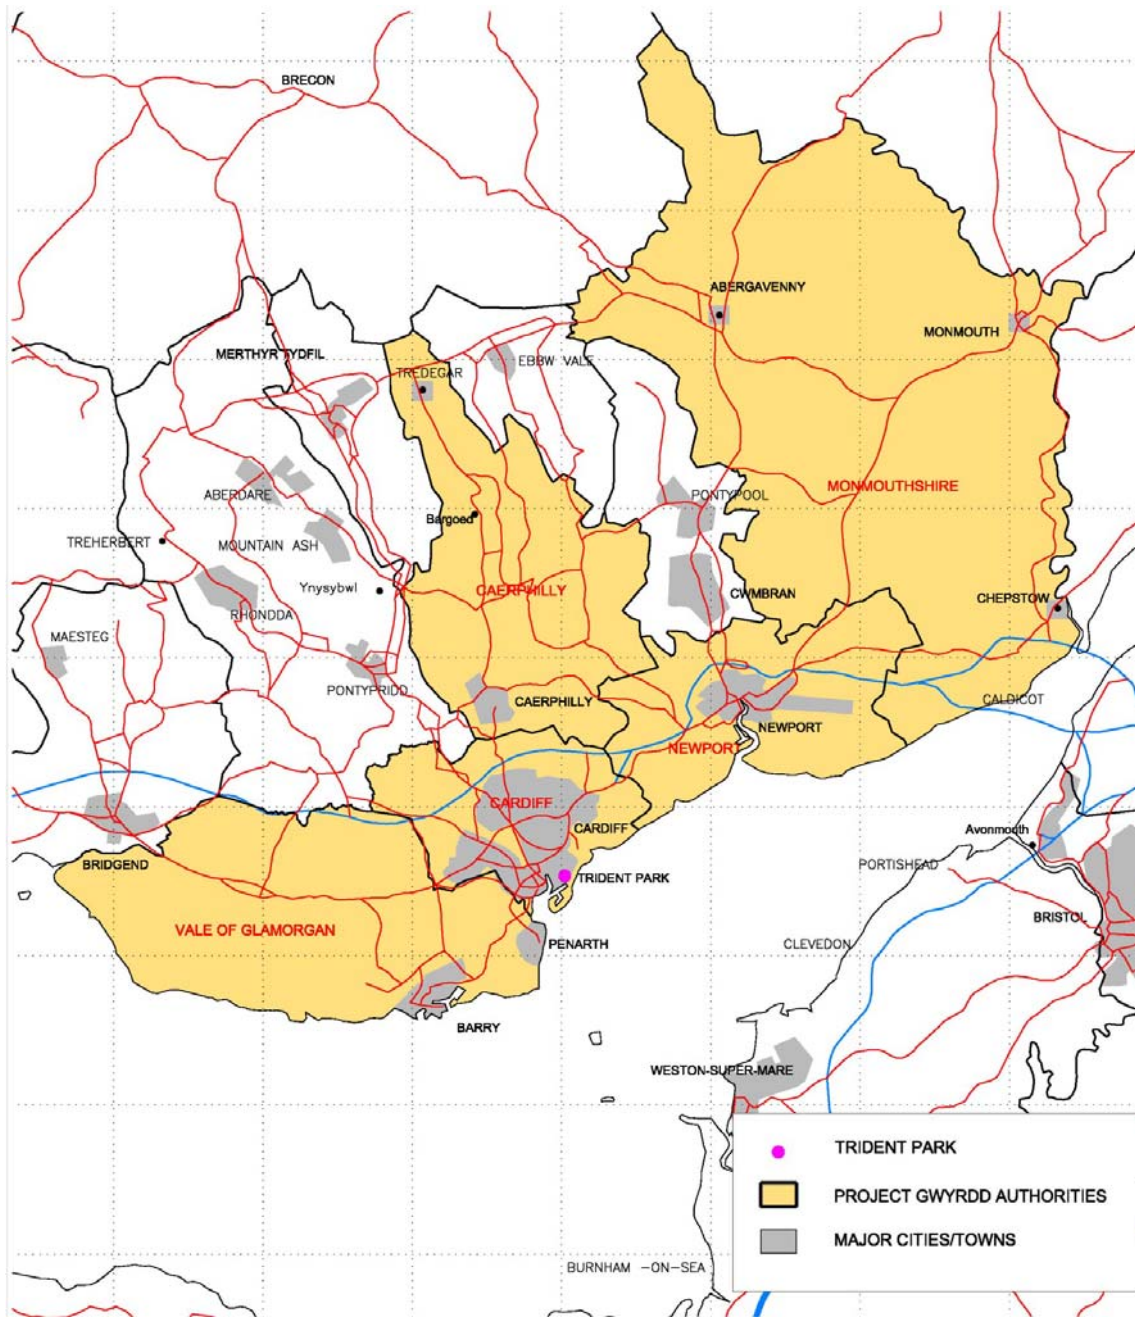 BRECON
ABERGAVENNY
MONMOUTH
MERTHYR TYDFIL
EBBW VALE
TREDEGAR
MONMOUTHSHIRE
ABERDARE
PONTYPOOL
Bargoed
TREHERBERT
MOUNTAIN ASH
Ynysybwl
CAERPHILLY
CWMBRAN
CHEPSTOW
RHONDDA
MAESTEG
PONTYPRIDD
CAERPHILLY
CALDICOT
NEWPORT
NEWPORT
CARDIFF
CARDIFF
Avonmouth
BRIDGEND
PORTISHEAD
TRIDENT PARK
BRISTOL
VALE OF GLAMORGAN
PENARTH
CLEVEDON
BARRY
WESTON-SUPER-MARE
TRIDENT PARK
PROJECT GWYRDD AUTHORITIES
MAJOR CITIES/TOWNS
BURNHAM -ON-SEA